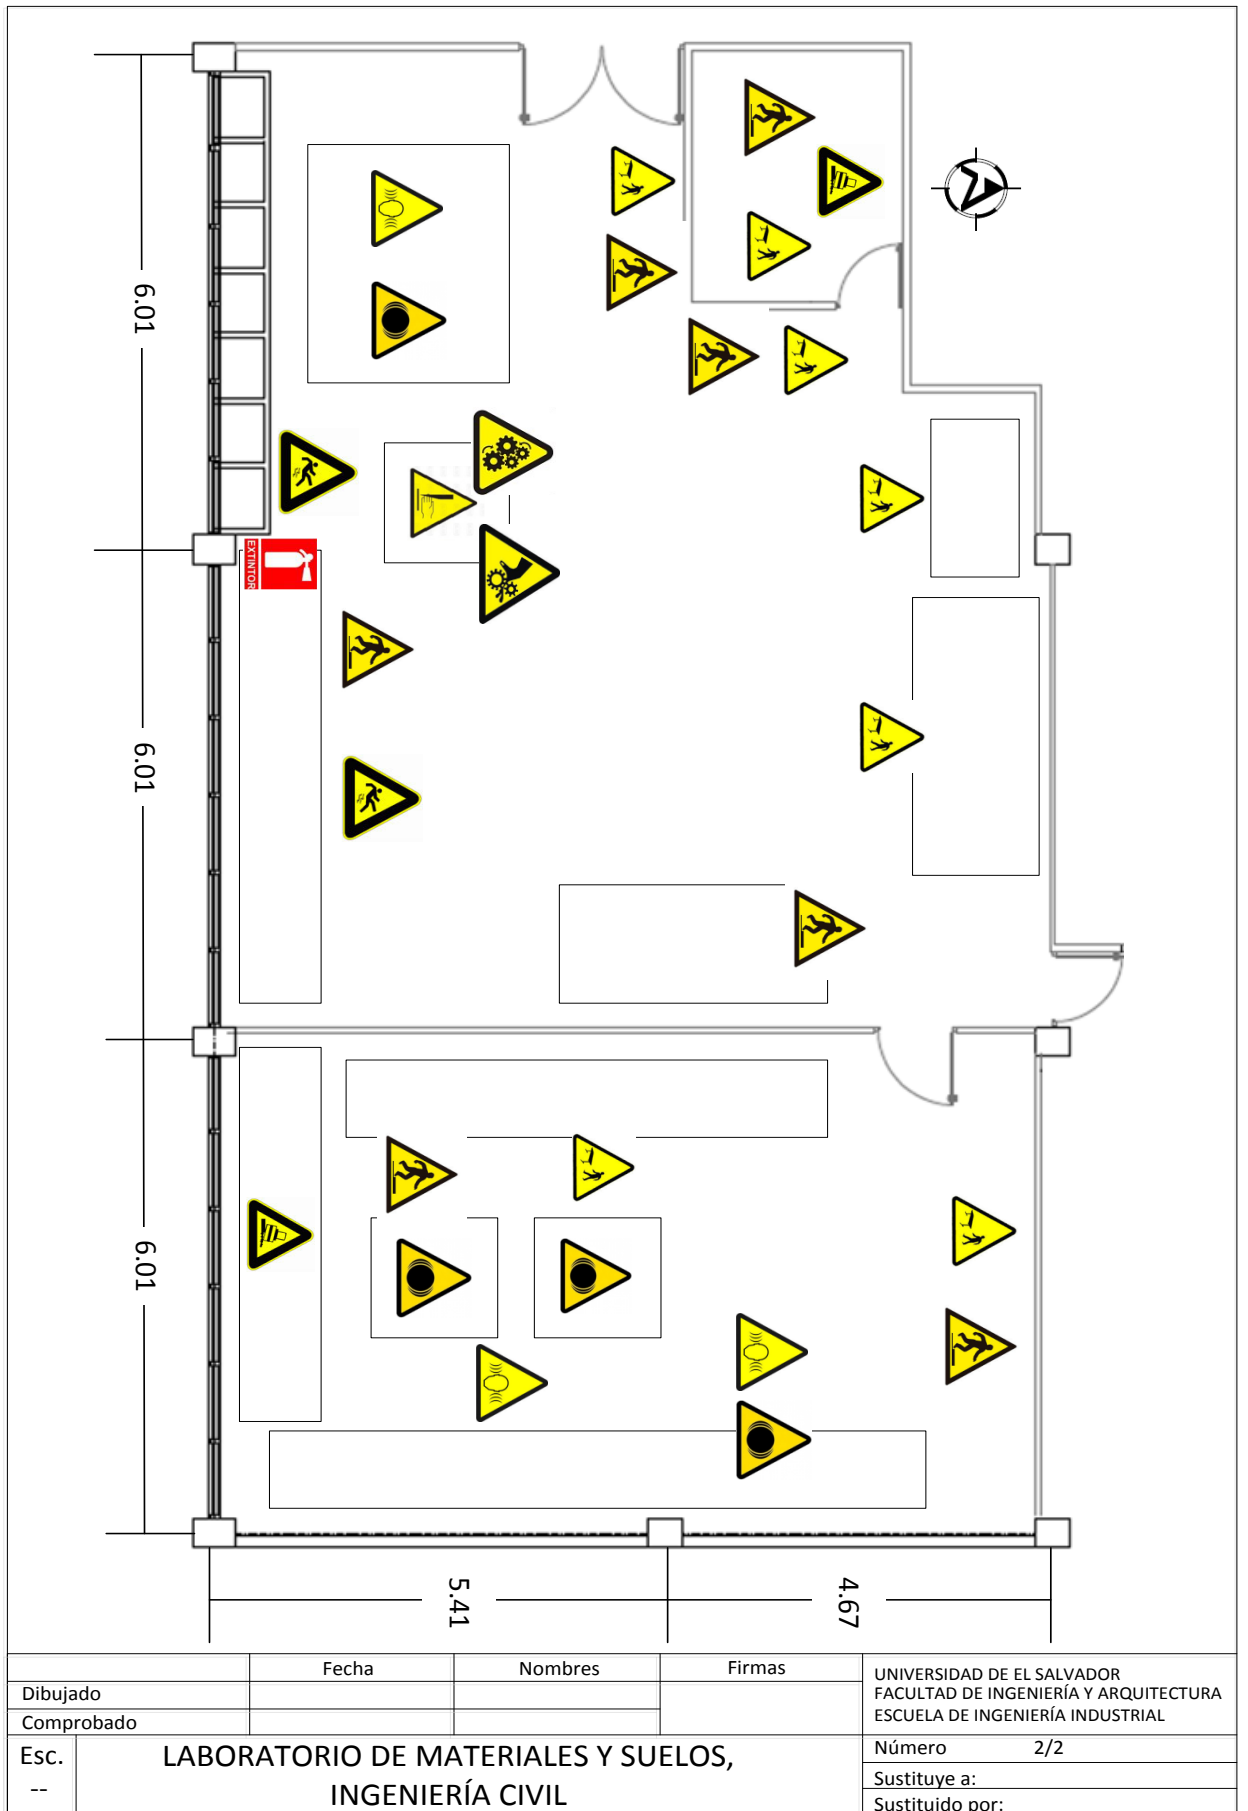 6.01
EXTINTOR
6.01
6.01
5.41
4.67
Fecha
Nombres
Firmas
Dibujado
Comprobado
UNIVERSIDAD DE EL SALVADOR
FACULTAD DE INGENIERÍA Y ARQUITECTURA
ESCUELA DE INGENIERÍA INDUSTRIAL
Esc.
--
LABORATORIO DE MATERIALES Y SUELOS,
INGENIERÍA CIVIL
Número 2/2
Sustituye a:
Sustituido por: